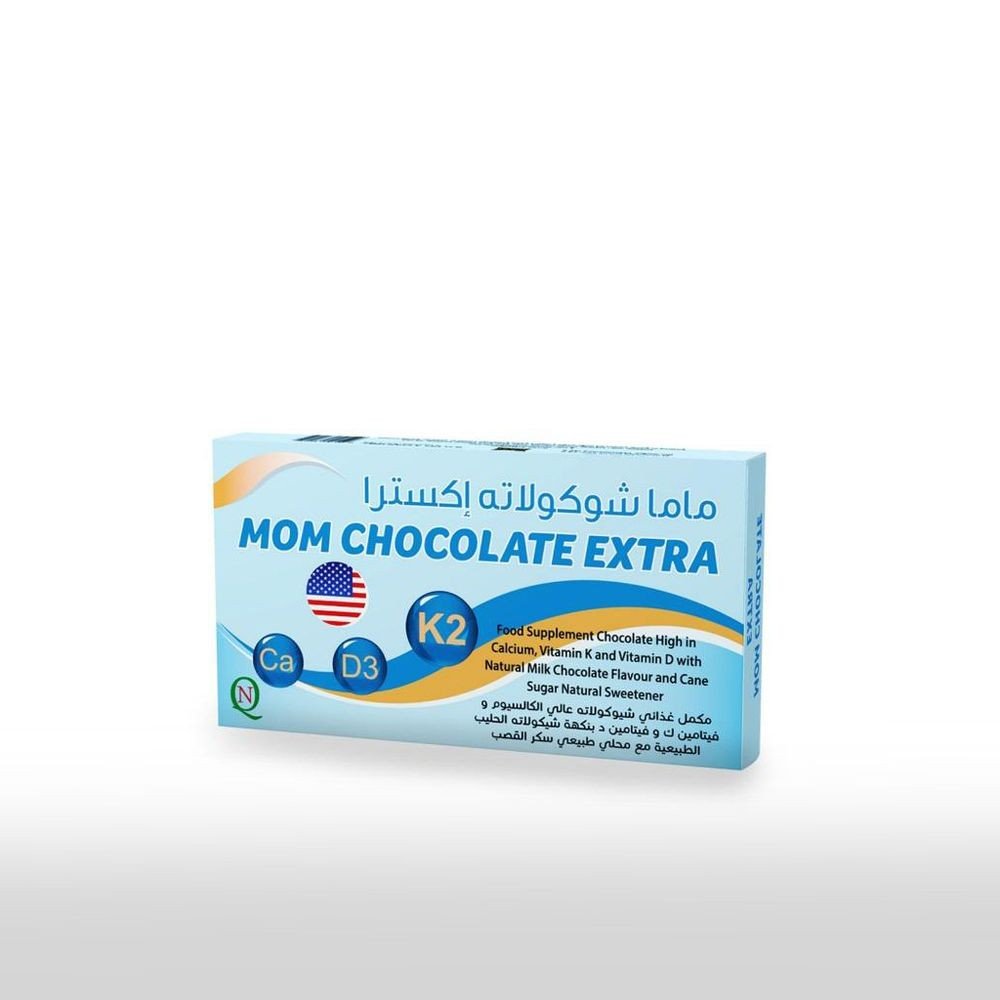 ماما شوكولاته إكسترا
MOM CHOCOLATE EXTRA
K2
Ca
D3
Food Supplement Chocolate High in
Calcium, Vitamin K and Vitamin D with
Natural Milk Chocolate Flavour and Cane
Sugar Natural Sweetener
مكمل غذائي شيوكولاته عالي الكالسيوم و
فيتامين ك و فيتامين د بنكهة شيكولاته الحليب
الطبيعية مع محلي طبيعي سكر القصب
QN
MOM CHOCOLATE
EXTRA